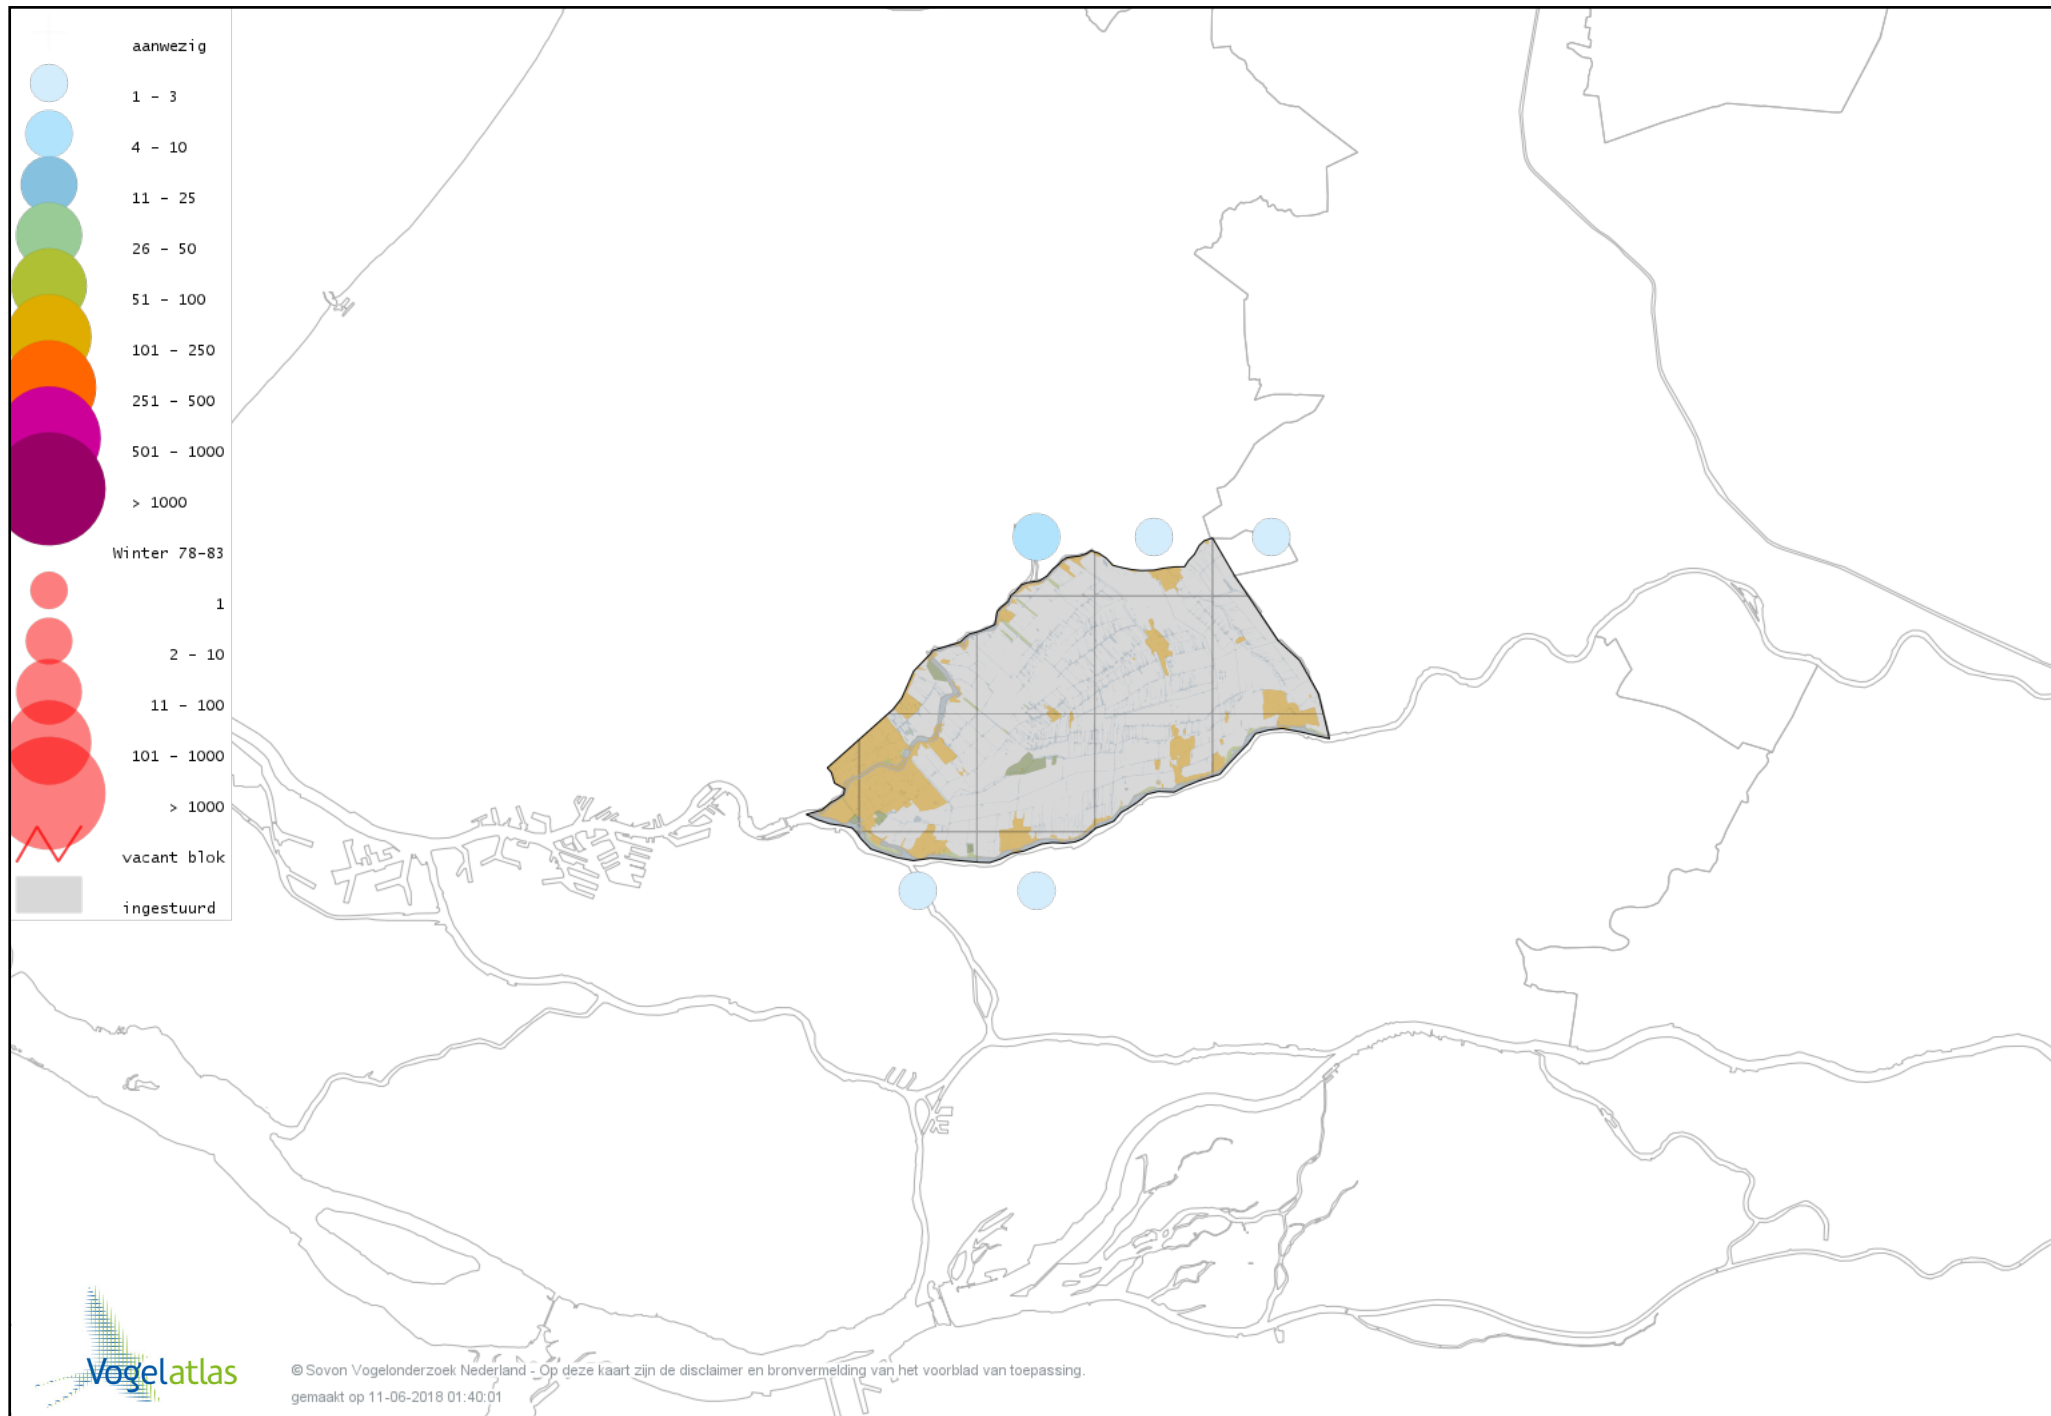 aanwezig
1 - 3
4 - 10
11 - 25
26 - 50
51 - 100
101 - 250
251 - 500
501 - 1000
> 1000
Winter 78-83
1
2 - 10
11 - 100
101 - 1000
> 1000
vacant blok
ingestuurd
Vogelatlas
© Sovon Vogelonderzoek Nederland - Op deze kaart zijn de disclaimer en bronvermelding van het voorblad van toepassing.
gemaakt op 11-06-2018 01:40:01